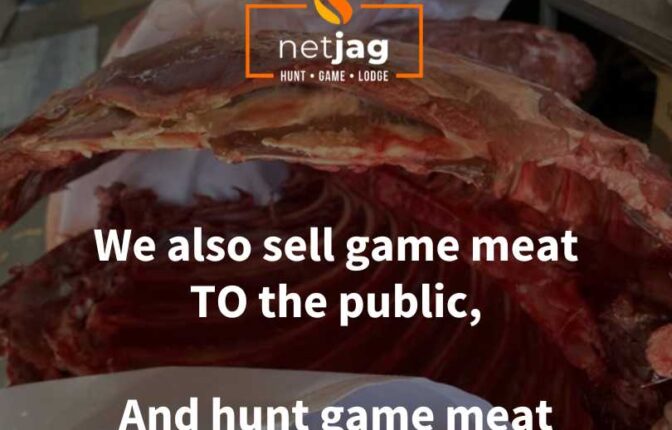 netjag
HUNT • GAME • LODGE
We also sell game meat
TO the public,
And hunt game meat